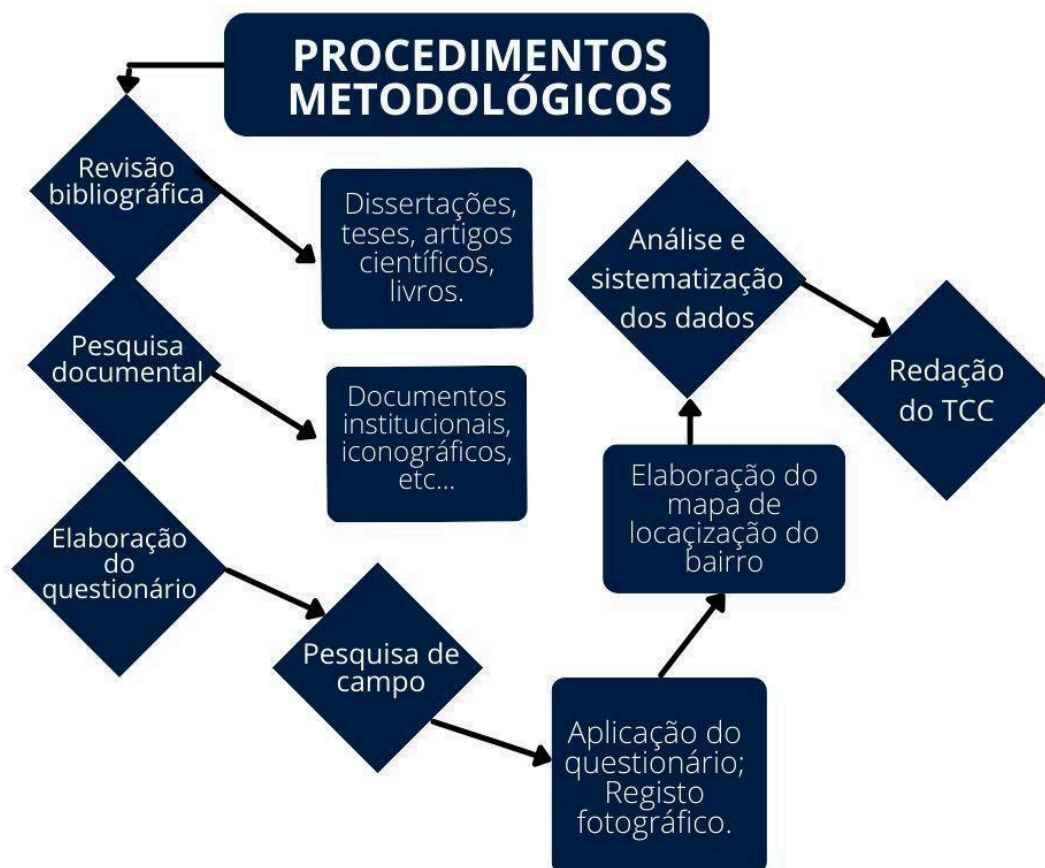 PROCEDIMENTOS
METODOLÓGICOS
Revisão
bibliográfica
Dissertações,
teses, artigos
científicos,
livros.
Pesquisa
documental
Documentos
institucionais,
iconográficos,
etc...
Elaboração
do
questionário
Pesquisa de
campo
Aplicação do
questionário;
Registo
fotográfico.
Elaboração do
mapa de
locaçização do
bairro
Análise e
sistematização
dos dados
Redação
do TCC